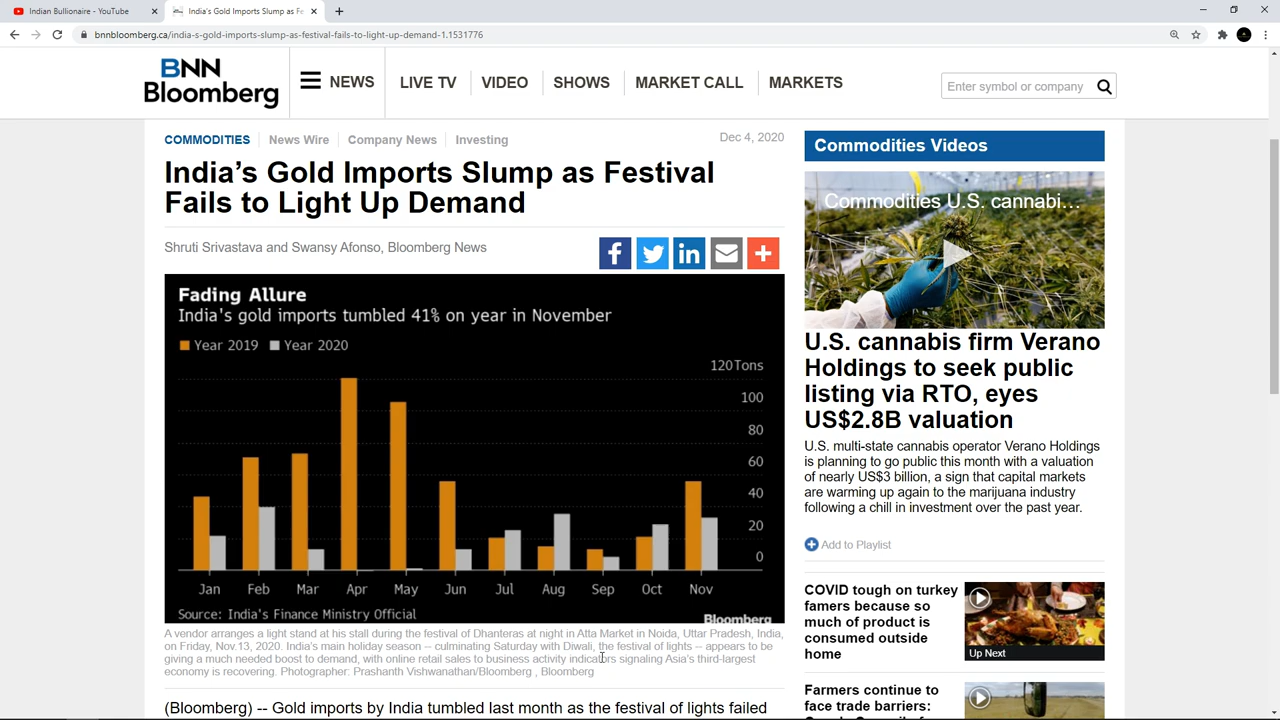 Indian Bullionaire - YouTube
India's Gold Imports Slump as Fe
bnnbloomberg.ca/india-s-gold-imports-slump-as-festival-fails-to-light-up-demand-1.1531776
BNN
Bloomberg
NEWS
LIVE TV
VIDEO
SHOWS
MARKET CALL
MARKETS
Enter symbol or company
COMMODITIES
News Wire
Company News
Investing
Dec 4, 2020
India's Gold Imports Slump as Festival
Fails to Light Up Demand
Shruti Srivastava and Swansy Afonso, Bloomberg News
Fading Allure
India's gold imports tumbled 41% on year in November
Year 2019 Year 2020
120Tons
100
80
60
40
20
0
Jan Feb Mar Apr May Jun Jul Aug Sep Oct Nov
Source: India's Finance Ministry Official
Bloomberg
A vendor arranges a light stand at his stall during the festival of Dhanteras at night in Atta Market in Noida, Uttar Pradesh, India,
on Friday, Nov.13, 2020. India's main holiday season -- culminating Saturday with Diwali, the festival of lights -- appears to be
giving a much needed boost to demand, with online retail sales to business activity indicators signaling Asia's third-largest
economy is recovering. Photographer: Prashanth Vishwanathan/Bloomberg , Bloomberg
(Bloomberg) -- Gold imports by India tumbled last month as the festival of lights failed
Commodities Videos
Commodities U.S. cannabi...
U.S. cannabis firm Verano
Holdings to seek public
listing via RTO, eyes
US$2.8B valuation
U.S. multi-state cannabis operator Verano Holdings
is planning to go public this month with a valuation
of nearly US$3 billion, a sign that capital markets
are warming up again to the marijuana industry
following a chill in investment over the past year.
Add to Playlist
COVID tough on turkey
famers because so
much of product is
consumed outside
home
Up Next
Farmers continue to
face trade barriers: